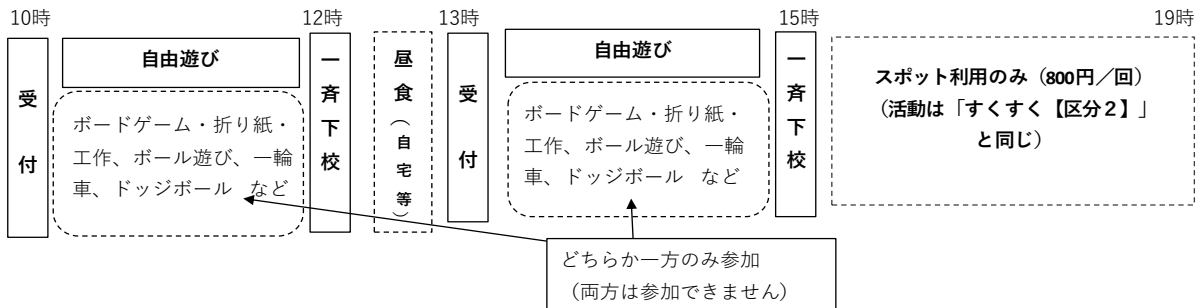 10時
12時
13時
15時
19時
受付
自由遊び
ボードゲーム・折り紙・
工作、ボール遊び、一輪
車、ドッジボール　など
一斉下校
昼食（自宅等）
受付
自由遊び
ボードゲーム・折り紙・
工作、ボール遊び、一輪
車、ドッジボール　など
一斉下校
スポット利用のみ（800円／回）
（活動は「すくすく【区分２】」
と同じ）
どちらか一方のみ参加
（両方は参加できません）